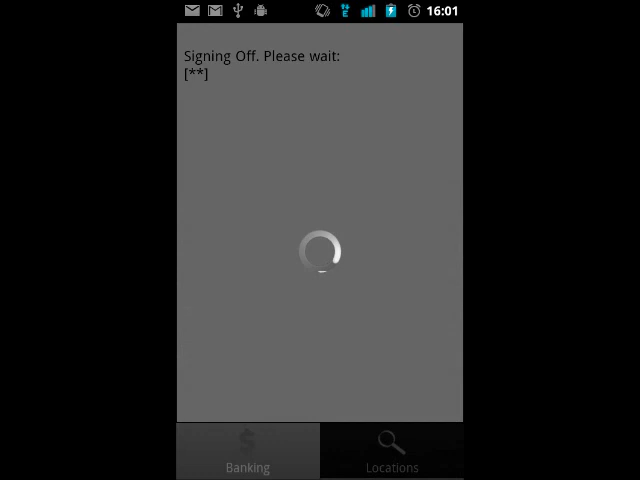 16:01
Signing Off. Please wait:
[**]
Banking
Locations